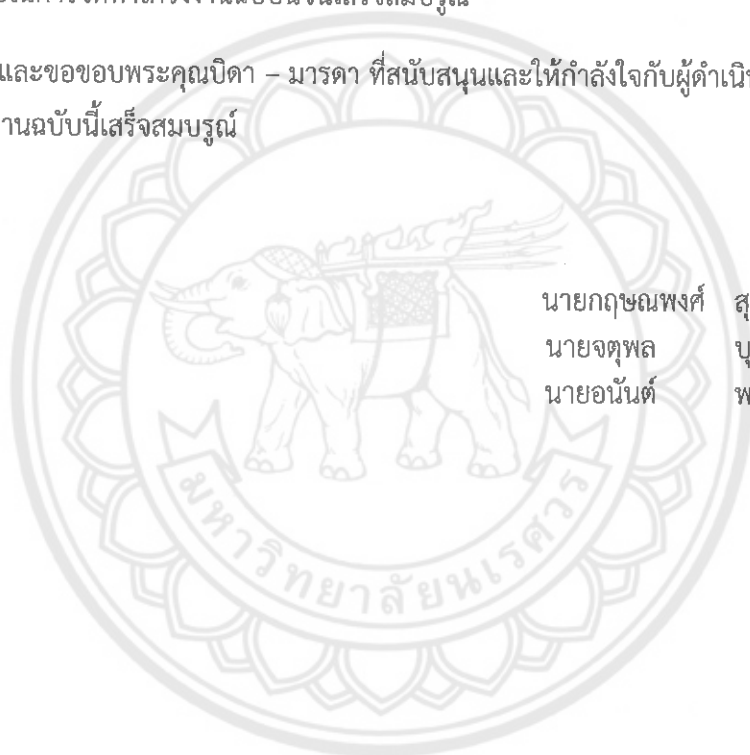 และขอขอบพระคุณบิดา – มารดา ที่สนับสนุนและให้กำลังใจกับผู้ดำเนิ
านฉบับนี้เสร็จสมบรูณ์
นายกฤษณพงศ์ สุ
นายจตุพล บุ
นายอนันต์ พ
มหาวิทยาลัยนเรศวร